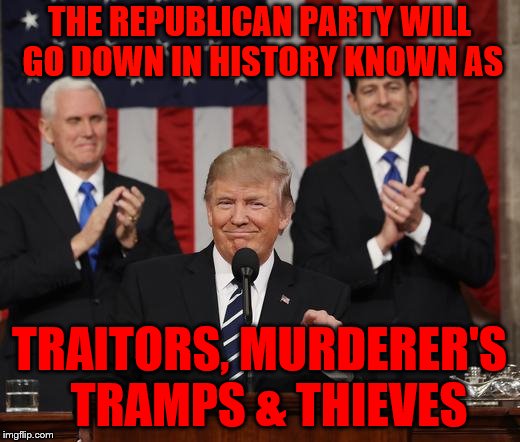 THE REPUBLICAN PARTY WILL
GO DOWN IN HISTORY KNOWN AS
TRAITORS, MURDERER'S
TRAMPS & THIEVES
imgflip.com